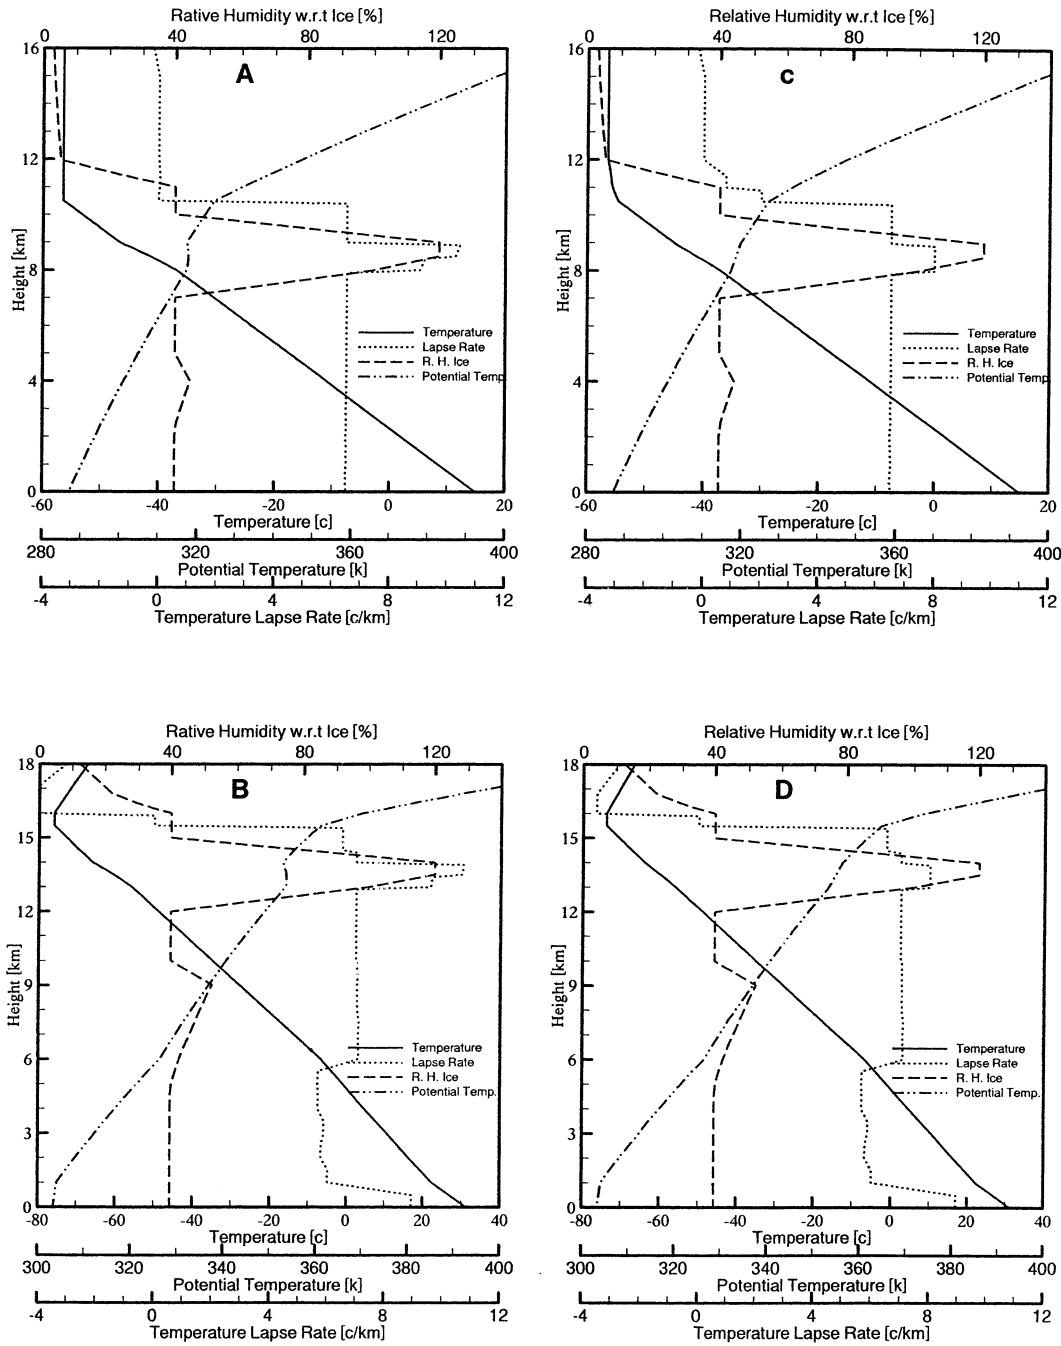 Rative Humidity w.r.t Ice [%]
0 40 80 120
A
16
12
8
4
0
Height [km]
Temperature
Lapse Rate
R. H. Ice
Potential Temp.
-60 -40 -20 0 20
Temperature [c]
280 320 360 400
Potential Temperature [k]
-4 0 4 8 12
Temperature Lapse Rate [c/km]
Relative Humidity w.r.t Ice [%]
0 40 80 120
c
16
12
8
4
0
Height [km]
Temperature
Lapse Rate
R. H. Ice
Potential Temp.
-60 -40 -20 0 20
Temperature [c]
280 320 360 400
Potential Temperature [k]
-4 0 4 8 12
Temperature Lapse Rate [c/km]
Rative Humidity w.r.t Ice [%]
0 40 80 120
B
18
15
12
9
6
3
0
Height [km]
Temperature
Lapse Rate
R. H. Ice
Potential Temp.
-80 -60 -40 -20 0 20 40
Temperature [c]
300 320 340 360 380 400
Potential Temperature [k]
-4 0 4 8 12
Temperature Lapse Rate [c/km]
Relative Humidity w.r.t Ice [%]
0 40 80 120
D
18
15
12
9
6
3
0
Height [km]
Temperature
Lapse Rate
R. H. Ice
Potential Temp.
-80 -60 -40 -20 0 20 40
Temperature [c]
300 320 340 360 380 400
Potential Temperature [k]
-4 0 4 8 12
Temperature Lapse Rate [c/km]